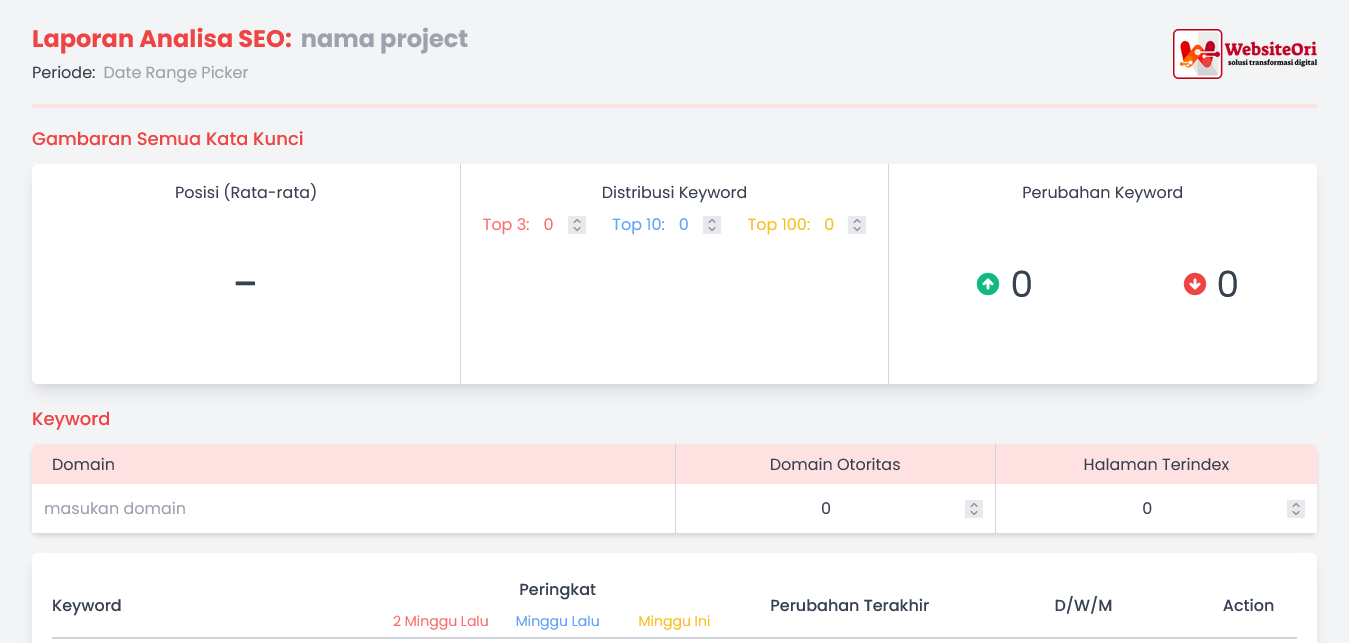 Laporan Analisa SEO: nama project
Periode: Date Range Picker
WebsiteOri
solusi transformasi digital
Gambaran Semua Kata Kunci
Posisi (Rata-rata)
Distribusi Keyword
Perubahan Keyword
Top 3: 0 Top 10: 0 Top 100: 0
–
0 0
Keyword
Domain Domain Otoritas Halaman Terindex
masukan domain 0 0
Peringkat
Keyword Perubahan Terakhir D/W/M Action
2 Minggu Lalu Minggu Lalu Minggu Ini